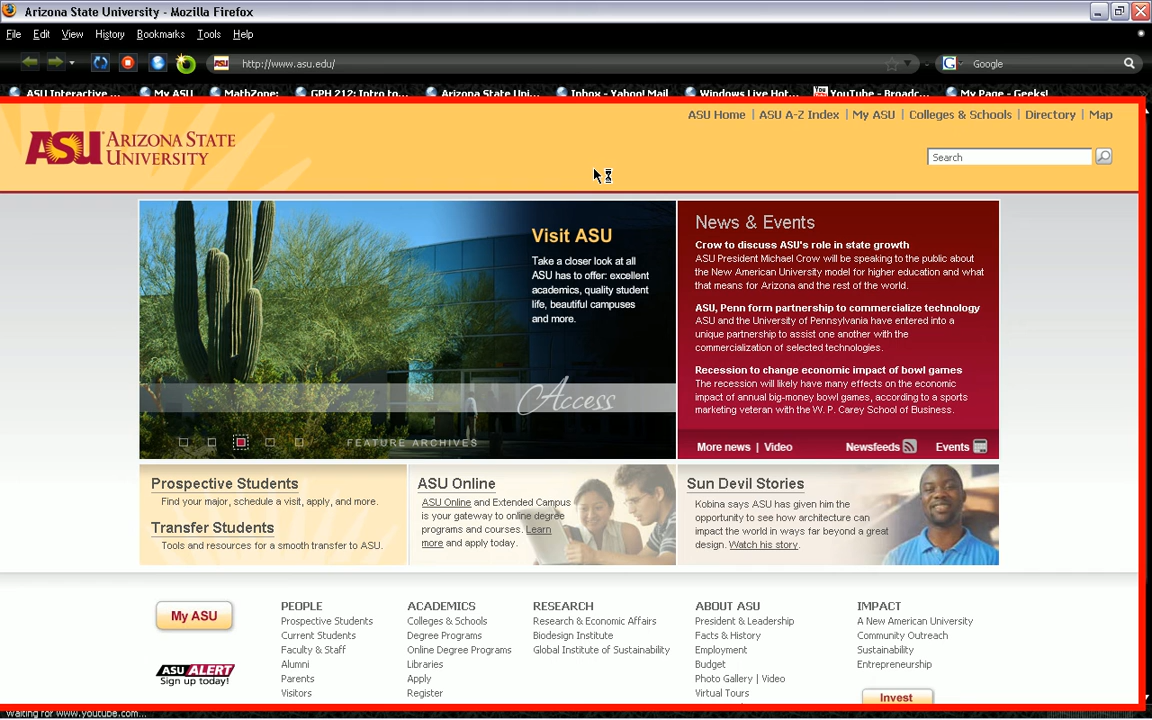 Arizona State University - Mozilla Firefox
File Edit View History Bookmarks Tools Help
http://www.asu.edu/
Google
ASU Interactive ... My ASU MathZone: GPH 212: Intro to... Arizona State Uni... Inbox - Yahoo! Mail Windows Live Hot... YouTube - Broadc... My Page - Geeks!
ASU Home | ASU A-Z Index | My ASU | Colleges & Schools | Directory | Map
ASU ARIZONA STATE
UNIVERSITY
Search
Visit ASU
Take a closer look at all
ASU has to offer: excellent
academics, quality student
life, beautiful campuses
and more.
Access
FEATURE ARCHIVES
News & Events
Crow to discuss ASU's role in state growth
ASU President Michael Crow will be speaking to the public about
the New American University model for higher education and what
that means for Arizona and the rest of the world.
ASU, Penn form partnership to commercialize technology
ASU and the University of Pennsylvania have entered into a
unique partnership to assist one another with the
commercialization of selected technologies.
Recession to change economic impact of bowl games
The recession will likely have many effects on the economic
impact of annual big-money bowl games, according to a sports
marketing veteran with the W. P. Carey School of Business.
More news | Video Newsfeeds Events
Prospective Students
Find your major, schedule a visit, apply, and more.
Transfer Students
Tools and resources for a smooth transfer to ASU.
ASU Online
ASU Online and Extended Campus
is your gateway to online degree
programs and courses. Learn
more and apply today.
Sun Devil Stories
Kobina says ASU has given him the
opportunity to see how architecture can
impact the world in ways far beyond a great
design. Watch his story.
My ASU
ASU ALERT
Sign up today!
PEOPLE
Prospective Students
Current Students
Faculty & Staff
Alumni
Parents
Visitors
ACADEMICS
Colleges & Schools
Degree Programs
Online Degree Programs
Libraries
Apply
Register
RESEARCH
Research & Economic Affairs
Biodesign Institute
Global Institute of Sustainability
ABOUT ASU
President & Leadership
Facts & History
Employment
Budget
Photo Gallery | Video
Virtual Tours
IMPACT
A New American University
Community Outreach
Sustainability
Entrepreneurship
Invest
Waiting for www.youtube.com...